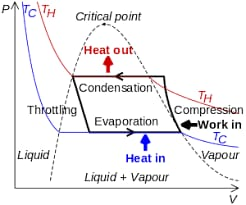 P
T_C T_H
Critical point
Heat out
Condensation
T_H
Throttling
Compression
Evaporation
Work in
T_C
Liquid
Heat in
Vapour
Liquid + Vapour
V